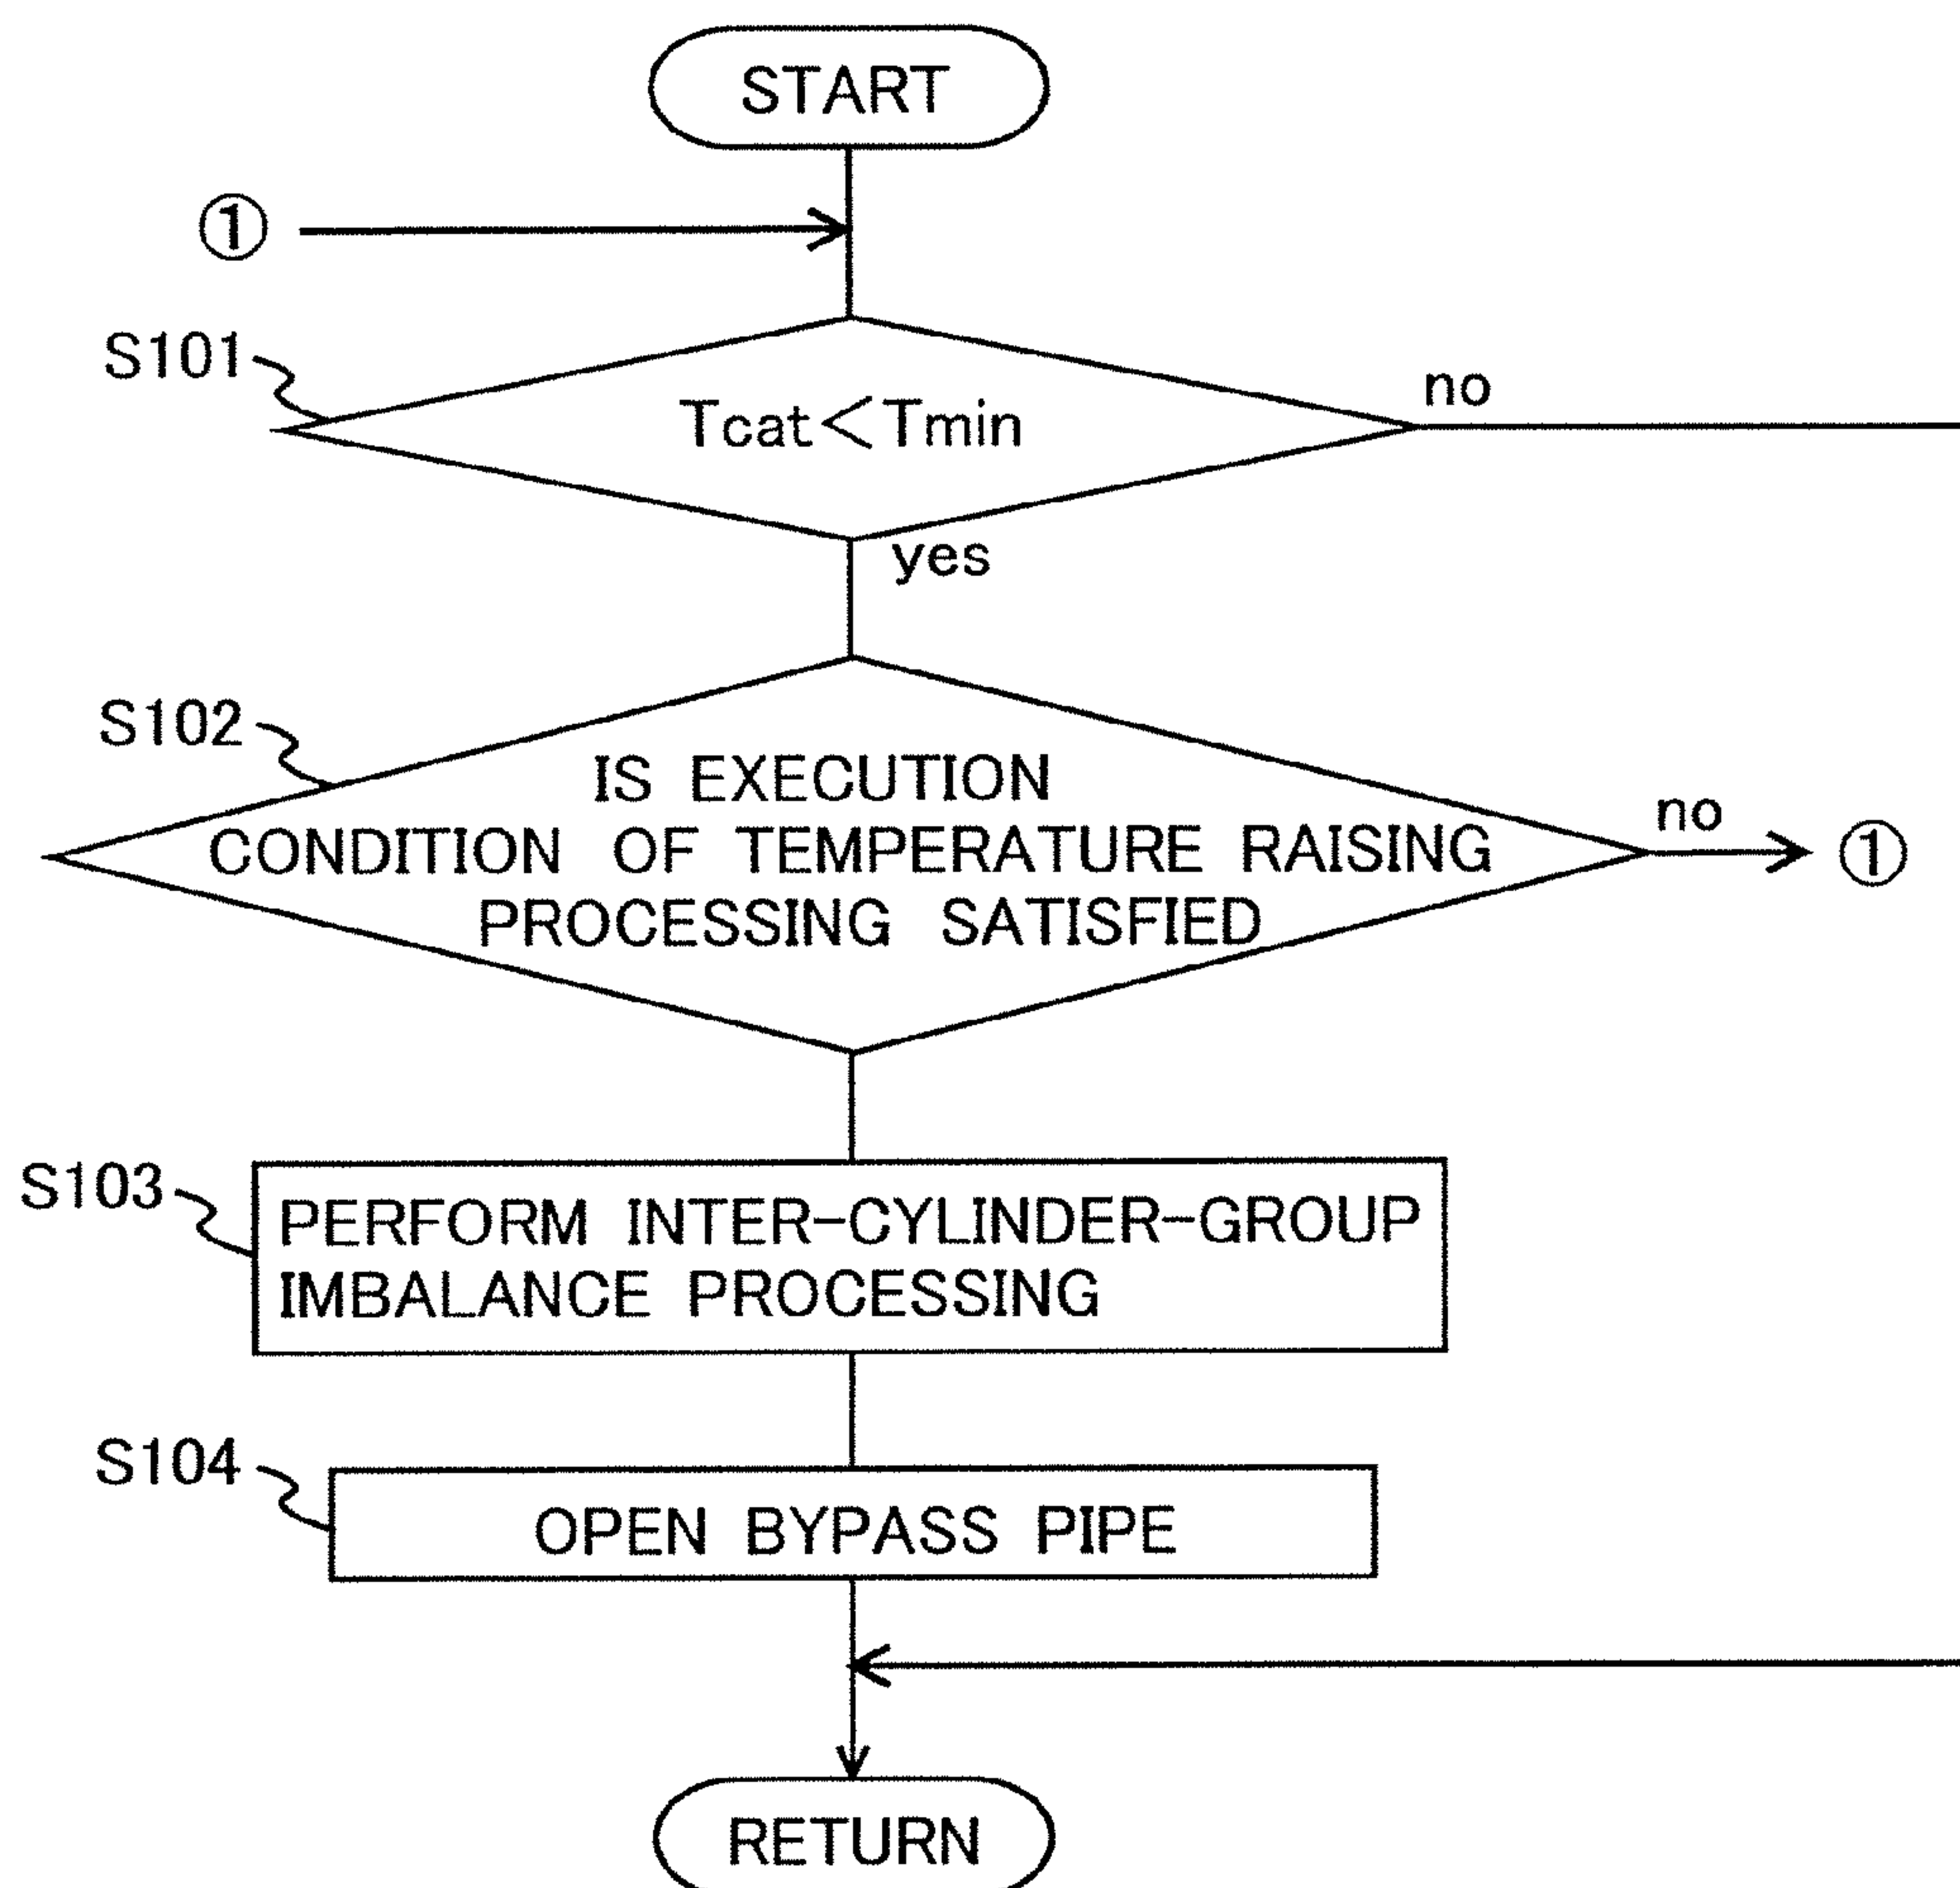 START
①
S101
Tcat<Tmin
no
yes
S102
IS EXECUTION
CONDITION OF TEMPERATURE RAISING
PROCESSING SATISFIED
no
①
S103
PERFORM INTER-CYLINDER-GROUP
IMBALANCE PROCESSING
S104
OPEN BYPASS PIPE
RETURN